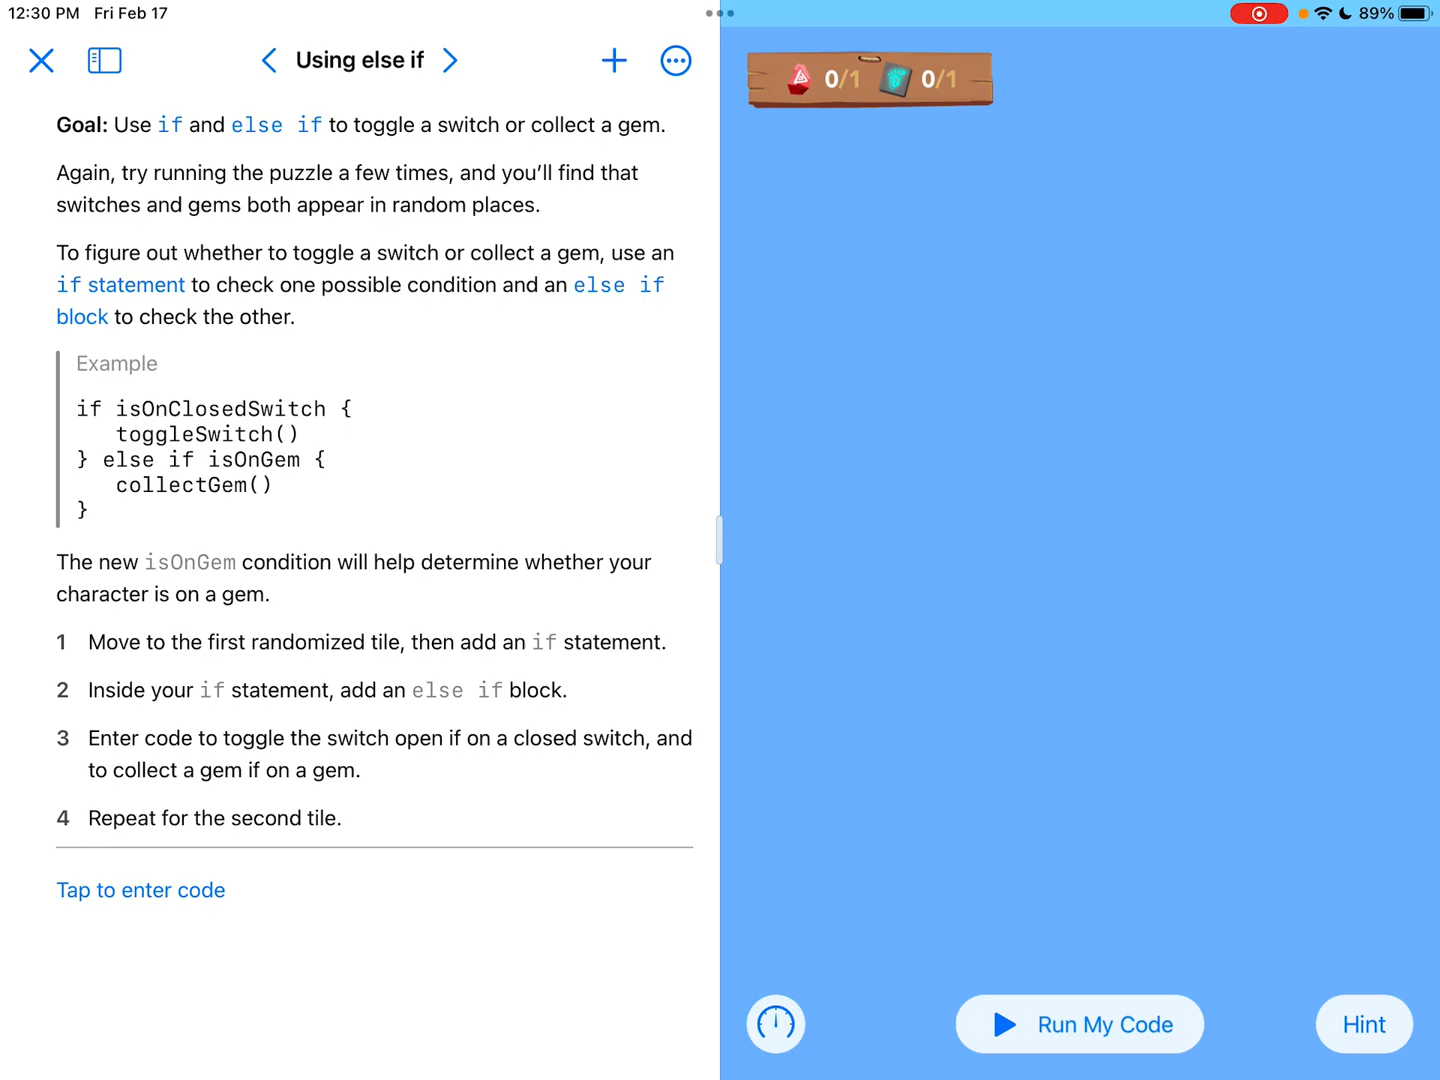 12:30 PM Fri Feb 17
89%
Using else if
0/1 0/1
Goal: Use if and else if to toggle a switch or collect a gem.
Again, try running the puzzle a few times, and you’ll find that
switches and gems both appear in random places.
To figure out whether to toggle a switch or collect a gem, use an
if statement to check one possible condition and an else if
block to check the other.
Example
if isOnClosedSwitch {
toggleSwitch()
} else if isOnGem {
collectGem()
}
The new isOnGem condition will help determine whether your
character is on a gem.
1 Move to the first randomized tile, then add an if statement.
2 Inside your if statement, add an else if block.
3 Enter code to toggle the switch open if on a closed switch, and
to collect a gem if on a gem.
4 Repeat for the second tile.
Tap to enter code
Run My Code
Hint